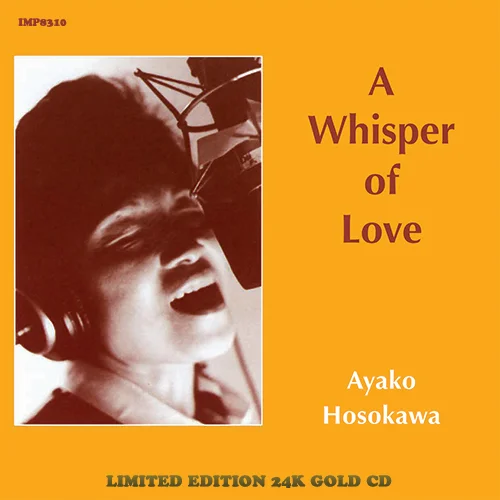 IMP8310
A
Whisper
of
Love
Ayako
Hosokawa
LIMITED EDITION 24K GOLD CD